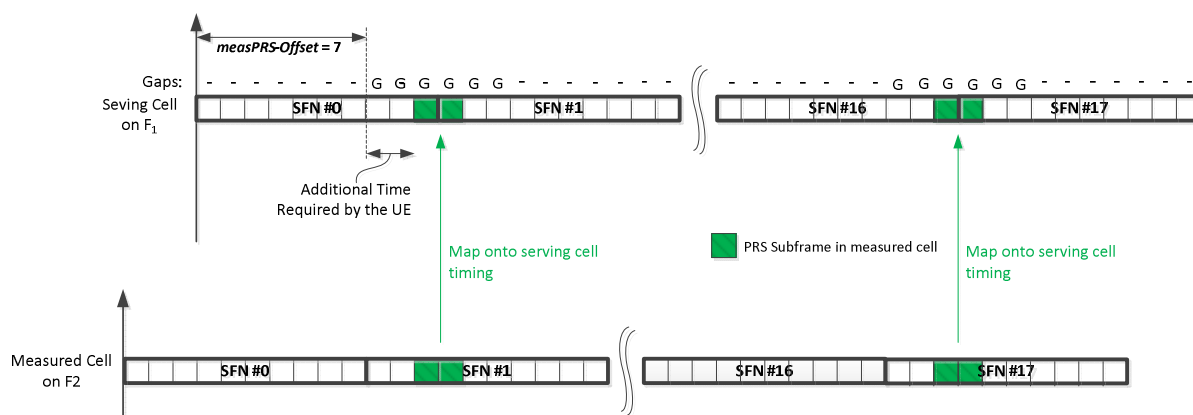 measPRS-Offset = 7
Gaps: - - - - - - - G G G G G G - - - - - - - - - - - - - - G G G G G G - - - - - - -
Seving Cell
on F1
SFN #0
SFN #1
SFN #16
SFN #17
Additional Time
Required by the UE
Map onto serving cell
timing
PRS Subframe in measured cell
Map onto serving cell
timing
Measured Cell
on F2
SFN #0
SFN #1
SFN #16
SFN #17